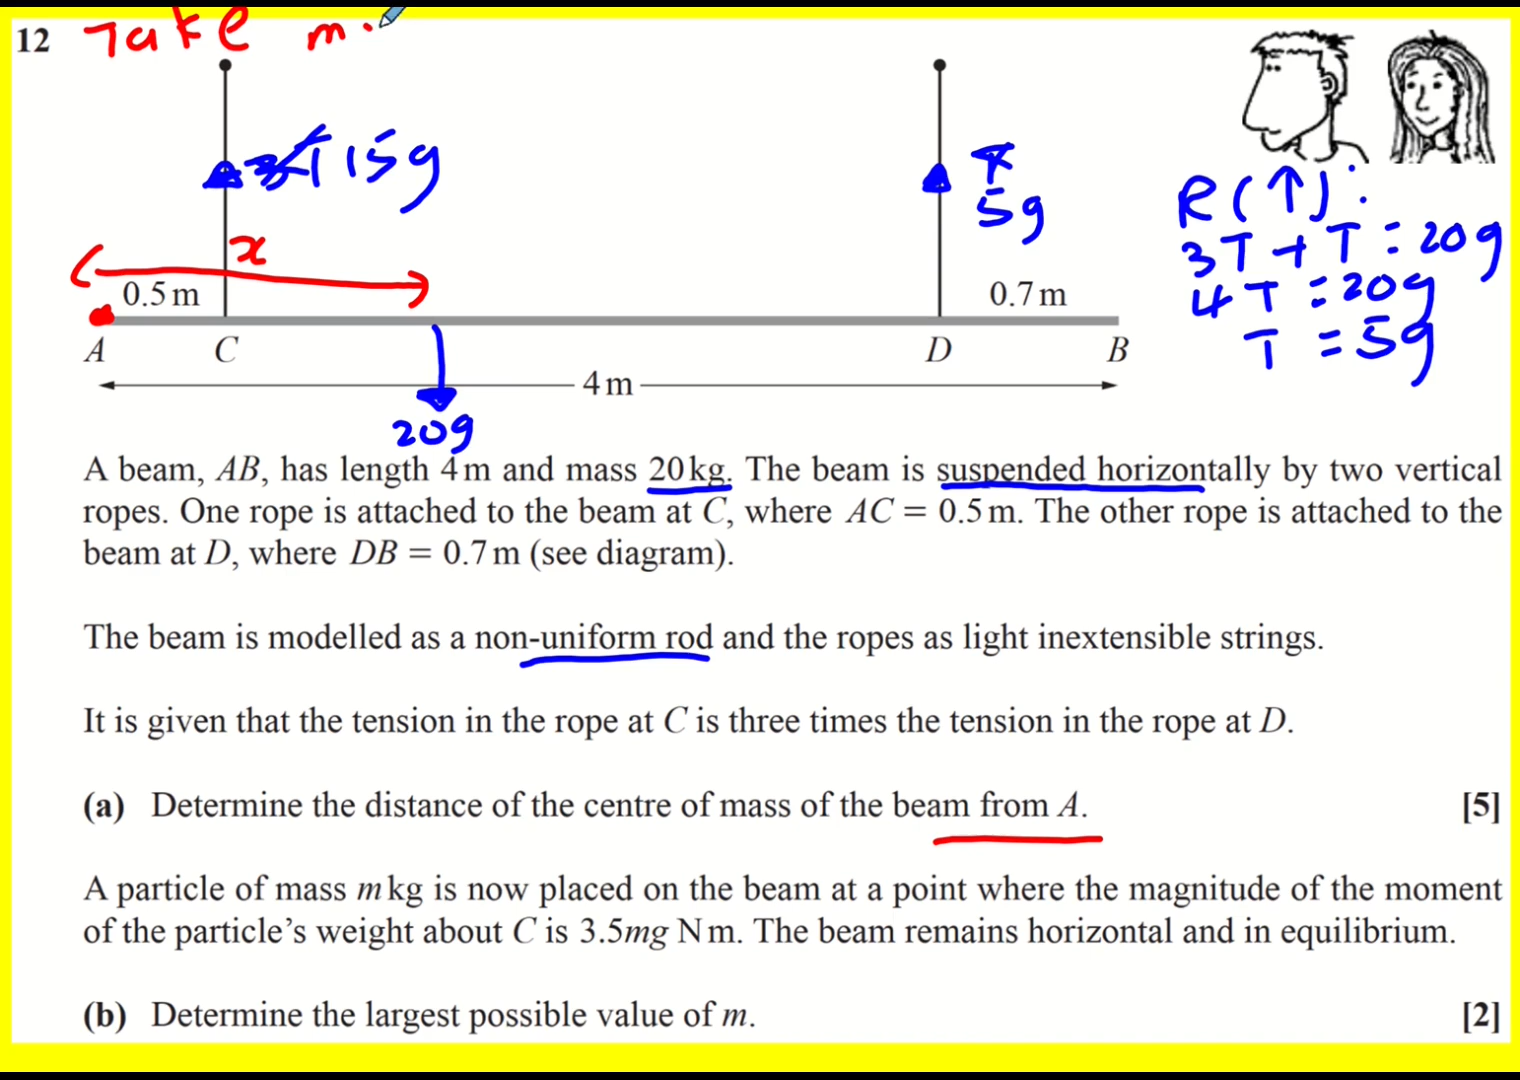 12 Take m.
3T 15g
T
5g
R(↑):
3T + T = 20g
4T = 20g
T = 5g
x
0.5 m
0.7 m
A C D B
4 m
20g
A beam, AB, has length 4 m and mass 20 kg. The beam is suspended horizontally by two vertical
ropes. One rope is attached to the beam at C, where AC = 0.5 m. The other rope is attached to the
beam at D, where DB = 0.7 m (see diagram).
The beam is modelled as a non-uniform rod and the ropes as light inextensible strings.
It is given that the tension in the rope at C is three times the tension in the rope at D.
(a) Determine the distance of the centre of mass of the beam from A. [5]
A particle of mass m kg is now placed on the beam at a point where the magnitude of the moment
of the particle's weight about C is 3.5mg N m. The beam remains horizontal and in equilibrium.
(b) Determine the largest possible value of m. [2]